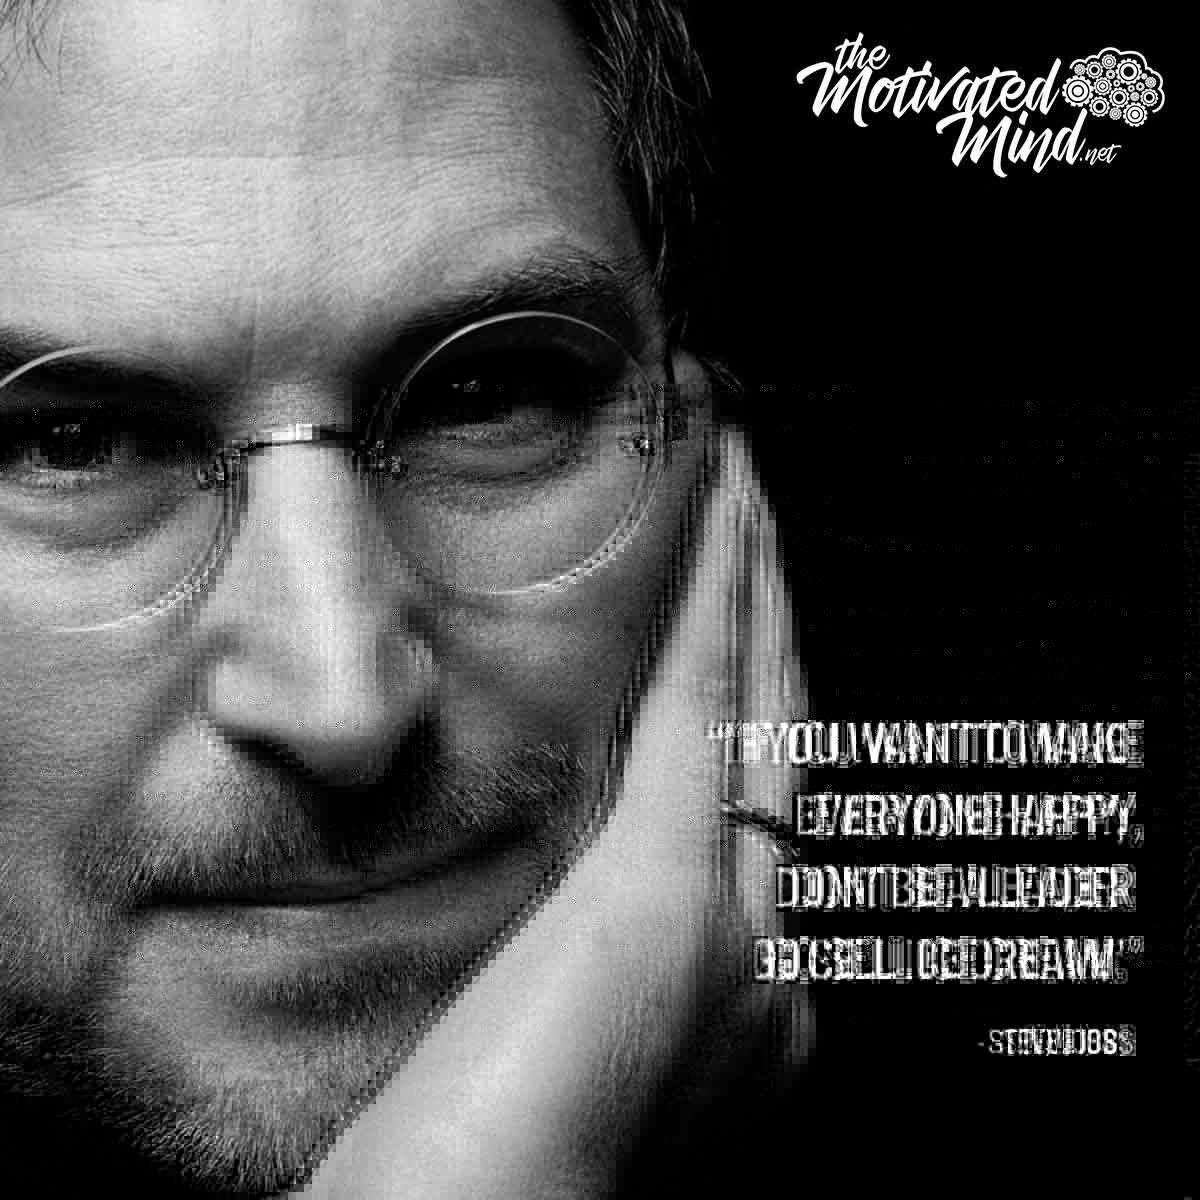 the
Motivated
Mind.net
"IF YOU WANT TO MAKE
EVERYONE HAPPY,
DON'T BE A LEADER
GO SELL ICE CREAM."
- STEVE JOBS